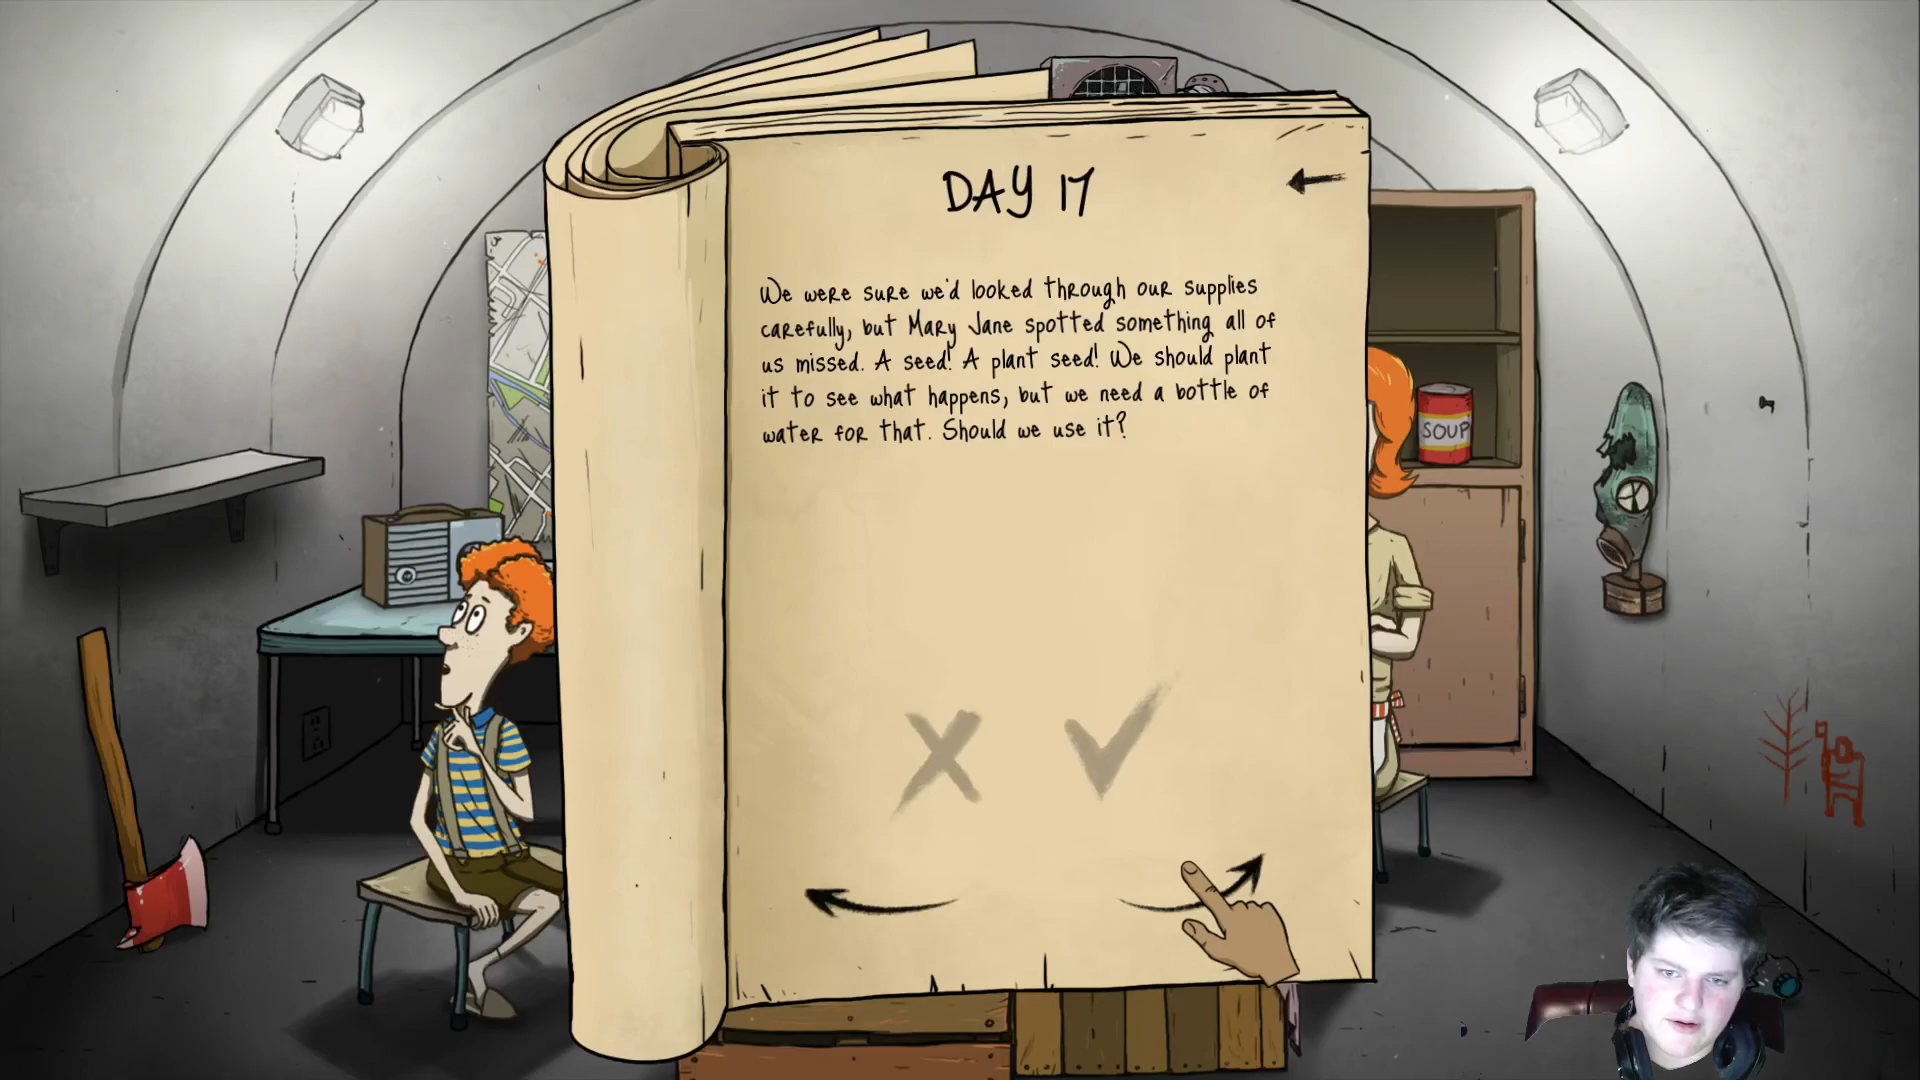 DAY 17
We were sure we'd looked through our supplies
carefully, but Mary Jane spotted something all of
us missed. A seed! A plant seed! We should plant
it to see what happens, but we need a bottle of
water for that. Should we use it?
SOUP